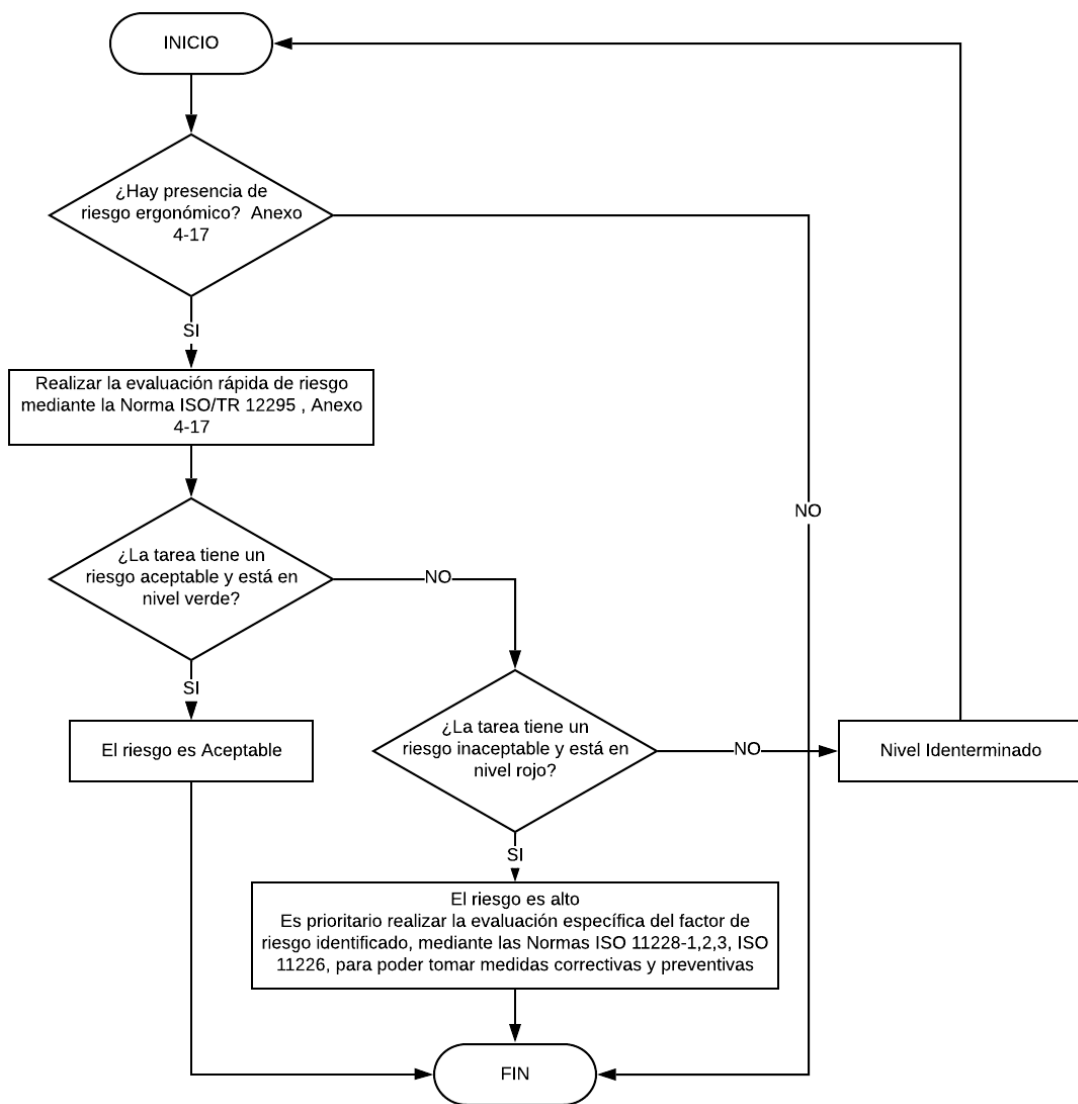 INICIO
¿Hay presencia de
riesgo ergonómico?  Anexo
4-17
SI
Realizar la evaluación rápida de riesgo
mediante la Norma ISO/TR 12295 , Anexo
4-17
NO
¿La tarea tiene un
riesgo aceptable y está en
nivel verde?
NO
SI
El riesgo es Aceptable
¿La tarea tiene un
riesgo inaceptable y está en
nivel rojo?
NO
Nivel Identerminado
SI
El riesgo es alto
Es prioritario realizar la evaluación específica del factor de
riesgo identificado, mediante las Normas ISO 11228-1,2,3, ISO
11226, para poder tomar medidas correctivas y preventivas
FIN